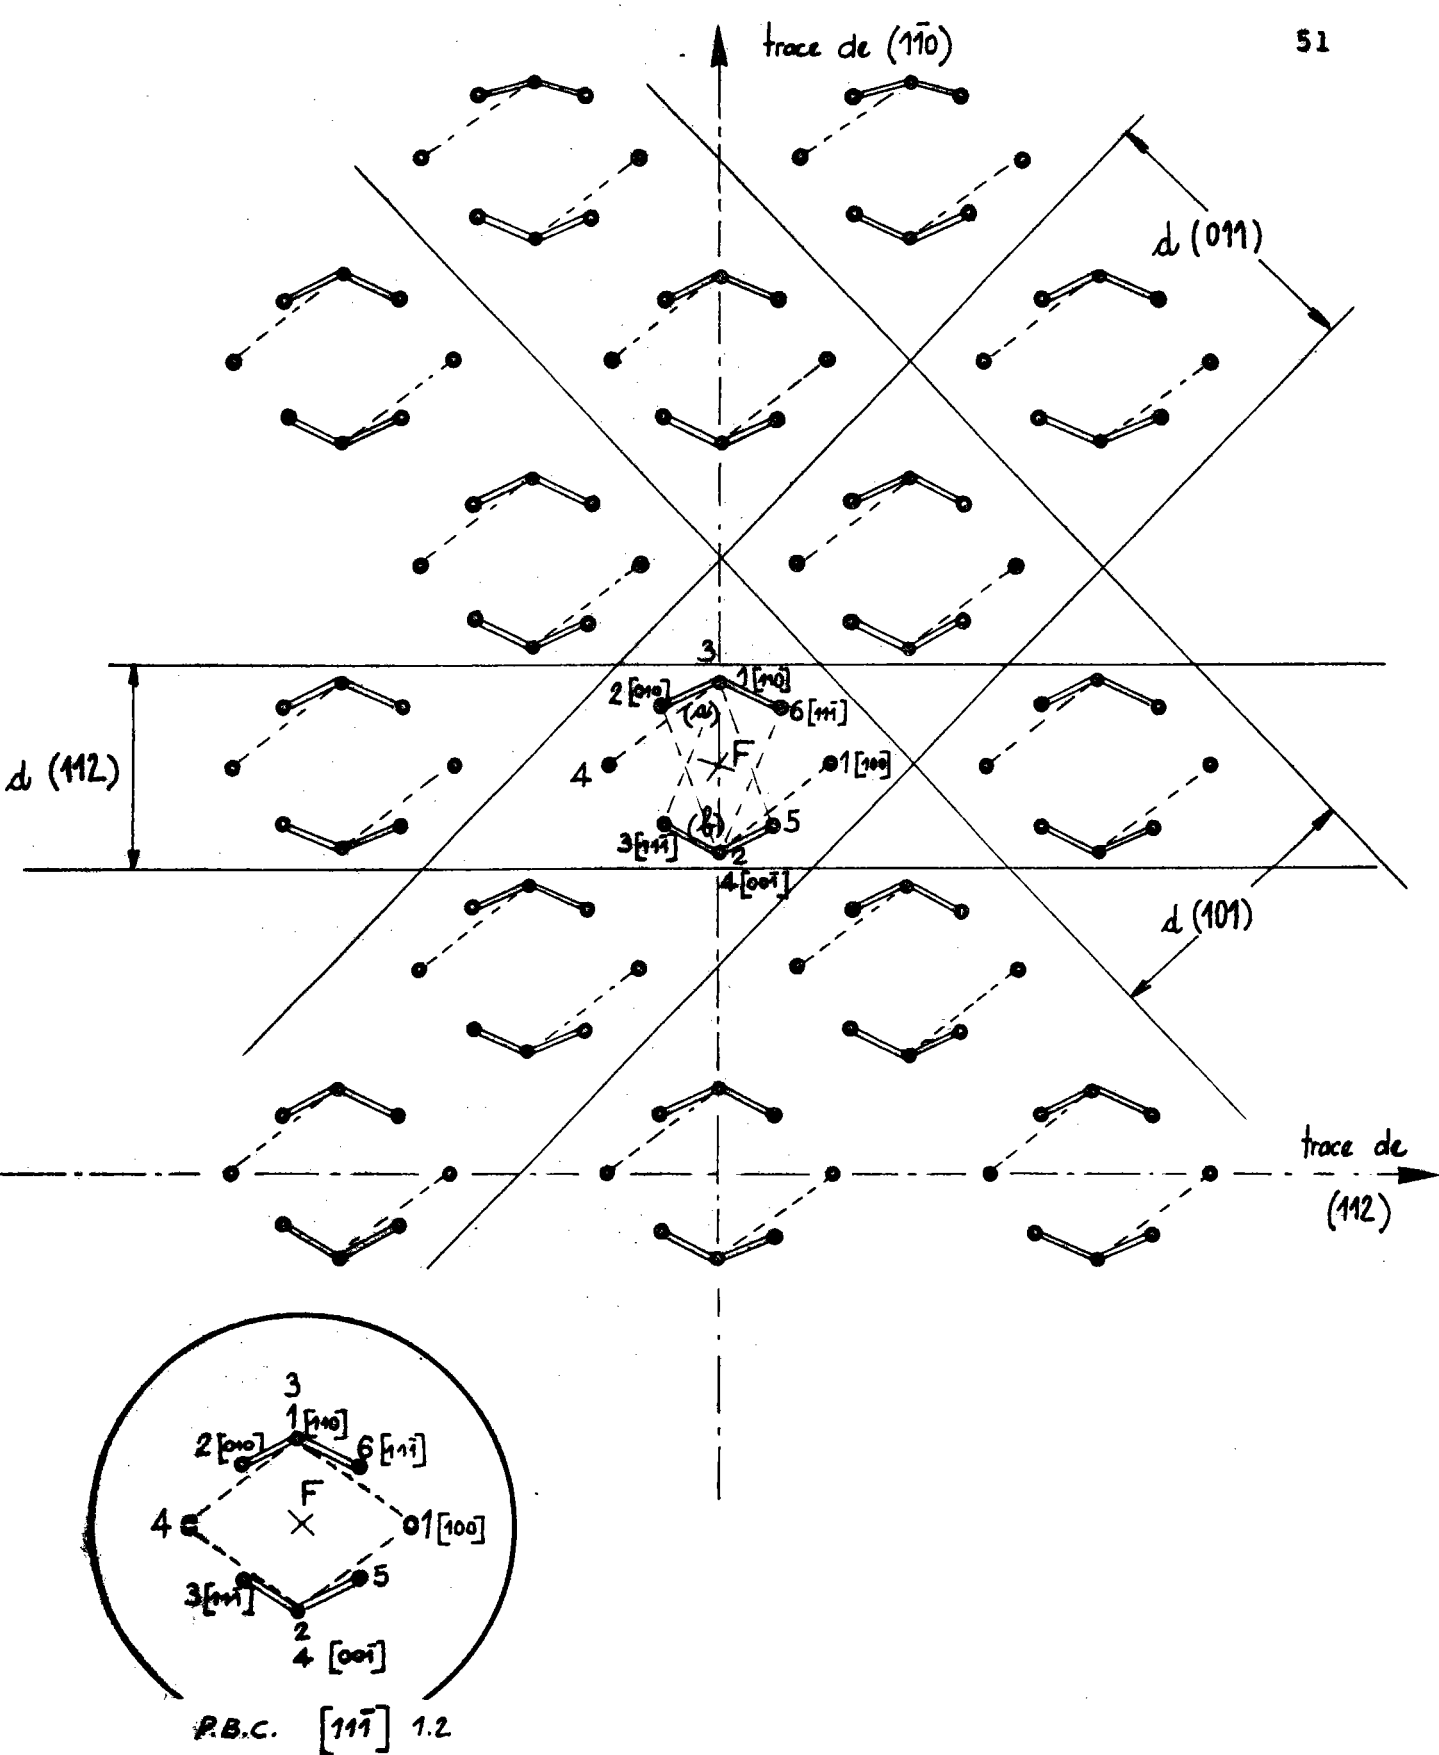 51
trace de (11̄0)
d (011)
3
1[110]
2[010]
6[111̄]
(a)
F
4
1[100]
d (112)
(b)
5
3[111̄]
2
4[001̄]
d (101)
trace de
(112)
3
1[110]
2[010]
6[111̄]
F
4
1[100]
3[111̄]
5
2
4 [001̄]
P.B.C. [111̄] 1.2